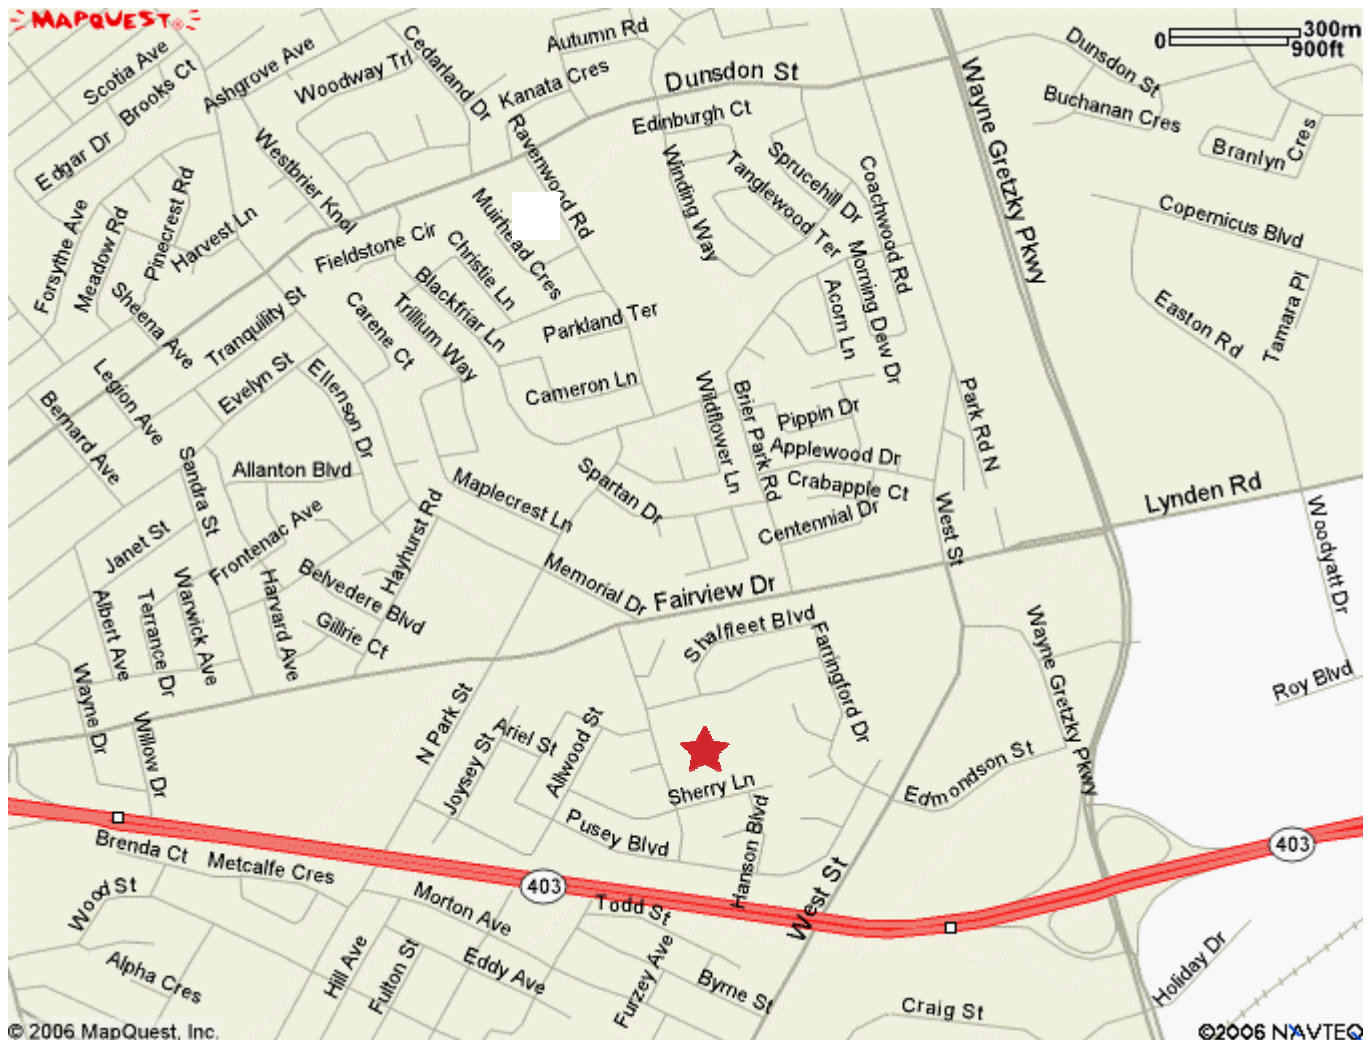 MAPQUEST
Autumn Rd
300m
0
900ft
Scotia Ave
Ashgrove Ave
Cedarland Dr
Dunsdon St
Brooks Ct
Woodway Trl
Kanata Cres
Dunsdon St
Wayne Gretzky Pkwy
Buchanan Cres
Edinburgh Ct
Edgar Dr
Westbrier Knol
Ravenwood Rd
Branlyn Cres
Winding Way
Tanglewood Ter
Sprucehill Dr
Coachwood Rd
Forsythe Ave
Meadow Rd
Pinecrest Rd
Harvest Ln
Muirhead Cres
Copernicus Blvd
Fieldstone Cir
Christie Ln
Morning Dew Dr
Blackfriar Ln
Acorn Ln
Sheena Ave
Tranquility St
Carene Ct
Trillium Way
Parkland Ter
Easton Rd
Tamara Pl
Legion Ave
Evelyn St
Ellenson Dr
Cameron Ln
Wildflower Ln
Brier Park Rd
Pippin Dr
Park Rd N
Bernard Ave
Sandra St
Allanton Blvd
Applewood Dr
Maplecrest Ln
Spartan Dr
Crabapple Ct
Lynden Rd
Janet St
Frontenac Ave
Hayhurst Rd
Centennial Dr
West St
Woodyatt Dr
Albert Ave
Terrance Dr
Warwick Ave
Harvard Ave
Belvedere Blvd
Memorial Dr
Fairview Dr
Gillrie Ct
Shalfleet Blvd
Farringford Dr
Wayne Gretzky Pkwy
Wayne Dr
Willow Dr
N Park St
Roy Blvd
Ariel St
Allwood St
Joysey St
Sherry Ln
Edmondson St
Pusey Blvd
Hanson Blvd
West St
403
Brenda Ct
Metcalfe Cres
403
Wood St
Morton Ave
Todd St
Alpha Cres
Hill Ave
Fulton St
Eddy Ave
Furzey Ave
Byrne St
Holiday Dr
Craig St
© 2006 MapQuest, Inc.
©2006 NAVTEQ